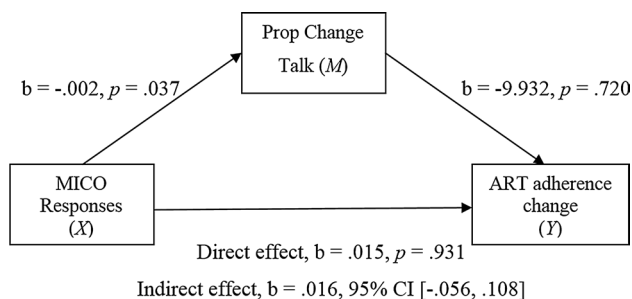 Prop Change
Talk (M)
b = -.002, p = .037
b = -9.932, p = .720
MICO
Responses
(X)
ART adherence
change
(Y)
Direct effect, b = .015, p = .931
Indirect effect, b = .016, 95% CI [-.056, .108]